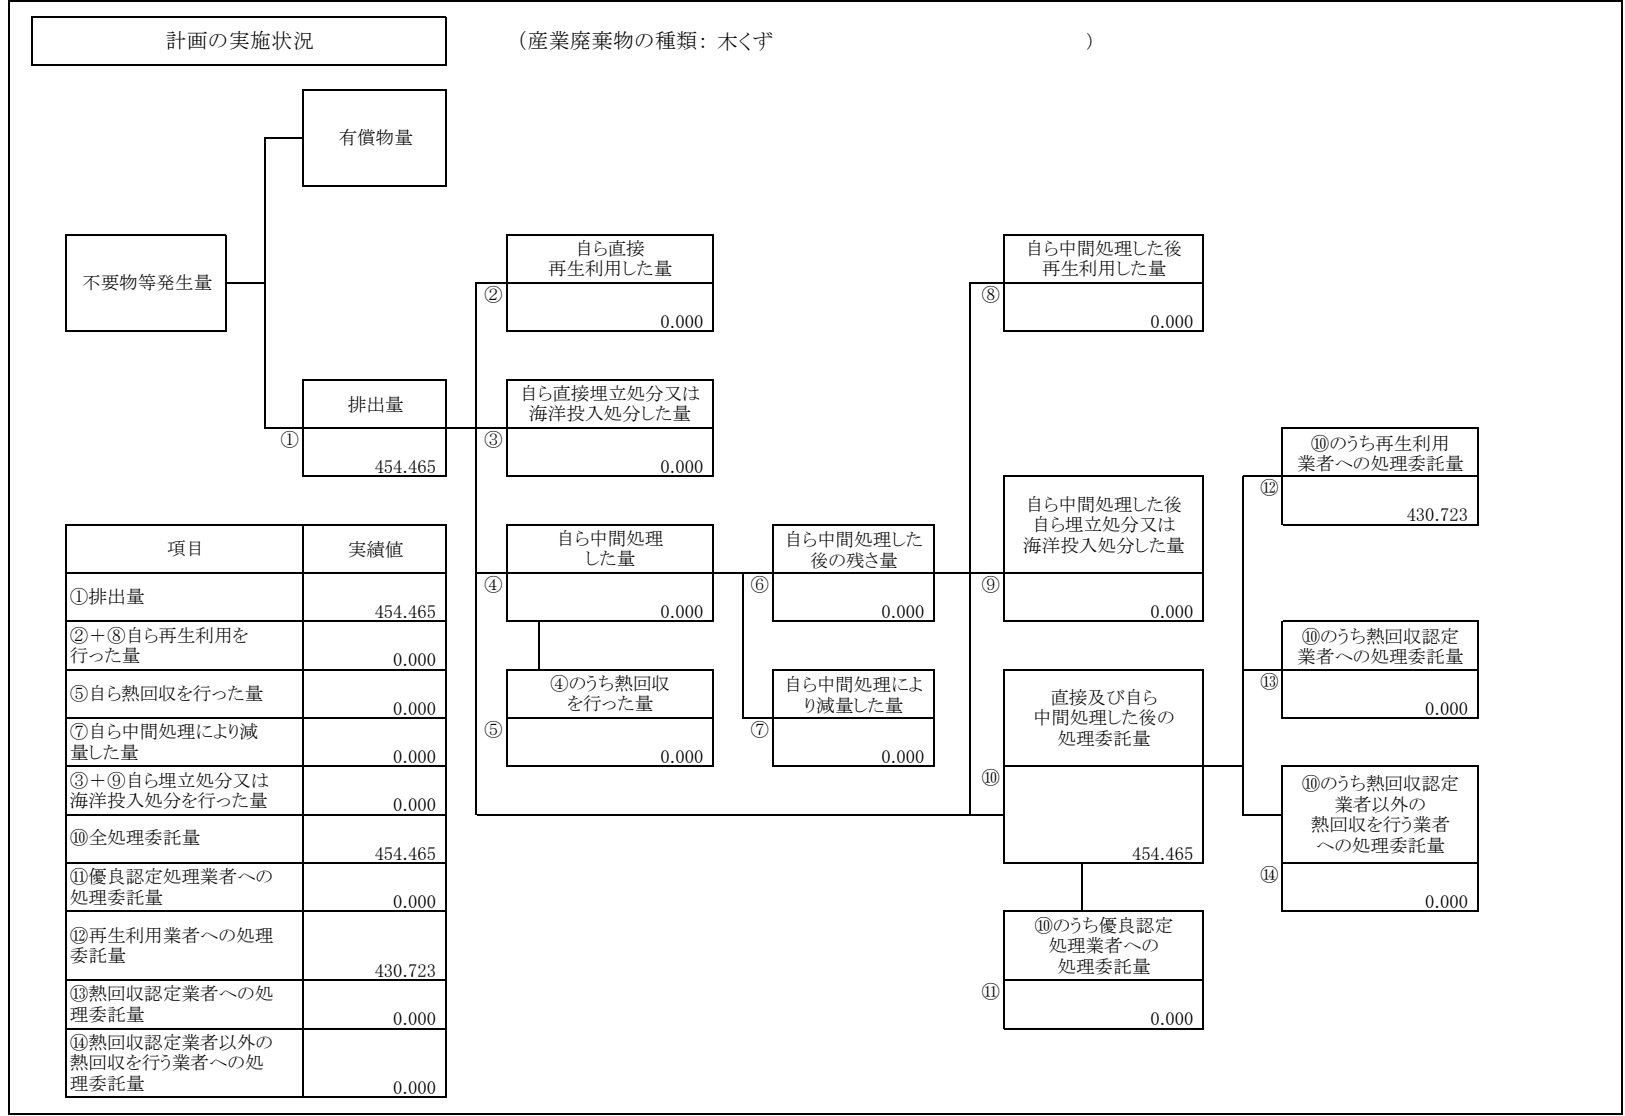 計画の実施状況
（産業廃棄物の種類： 木くず ）
有償物量
不要物等発生量
自ら直接
再生利用した量
②
0.000
自ら中間処理した後
再生利用した量
⑧
0.000
排出量
①
454.465
自ら直接埋立処分又は
海洋投入処分した量
③
0.000
⑩のうち再生利用
業者への処理委託量
⑫
430.723
自ら中間処理
した量
④
0.000
自ら中間処理した
後の残さ量
⑥
0.000
自ら中間処理した後
自ら埋立処分又は
海洋投入処分した量
⑨
0.000
⑩のうち熱回収認定
業者への処理委託量
⑬
0.000
④のうち熱回収
を行った量
⑤
0.000
自ら中間処理によ
り減量した量
⑦
0.000
直接及び自ら
中間処理した後の
処理委託量
⑩
454.465
⑩のうち熱回収認定
業者以外の
熱回収を行う業者
への処理委託量
⑭
0.000
⑩のうち優良認定
処理業者への
処理委託量
⑪
0.000
項目 実績値
①排出量
454.465
②＋⑧自ら再生利用を
行った量
0.000
⑤自ら熱回収を行った量
0.000
⑦自ら中間処理により減
量した量
0.000
③＋⑨自ら埋立処分又は
海洋投入処分を行った量
0.000
⑩全処理委託量
454.465
⑪優良認定処理業者への
処理委託量
0.000
⑫再生利用業者への処理
委託量
430.723
⑬熱回収認定業者への処
理委託量
0.000
⑭熱回収認定業者以外の
熱回収を行う業者への処
理委託量
0.000